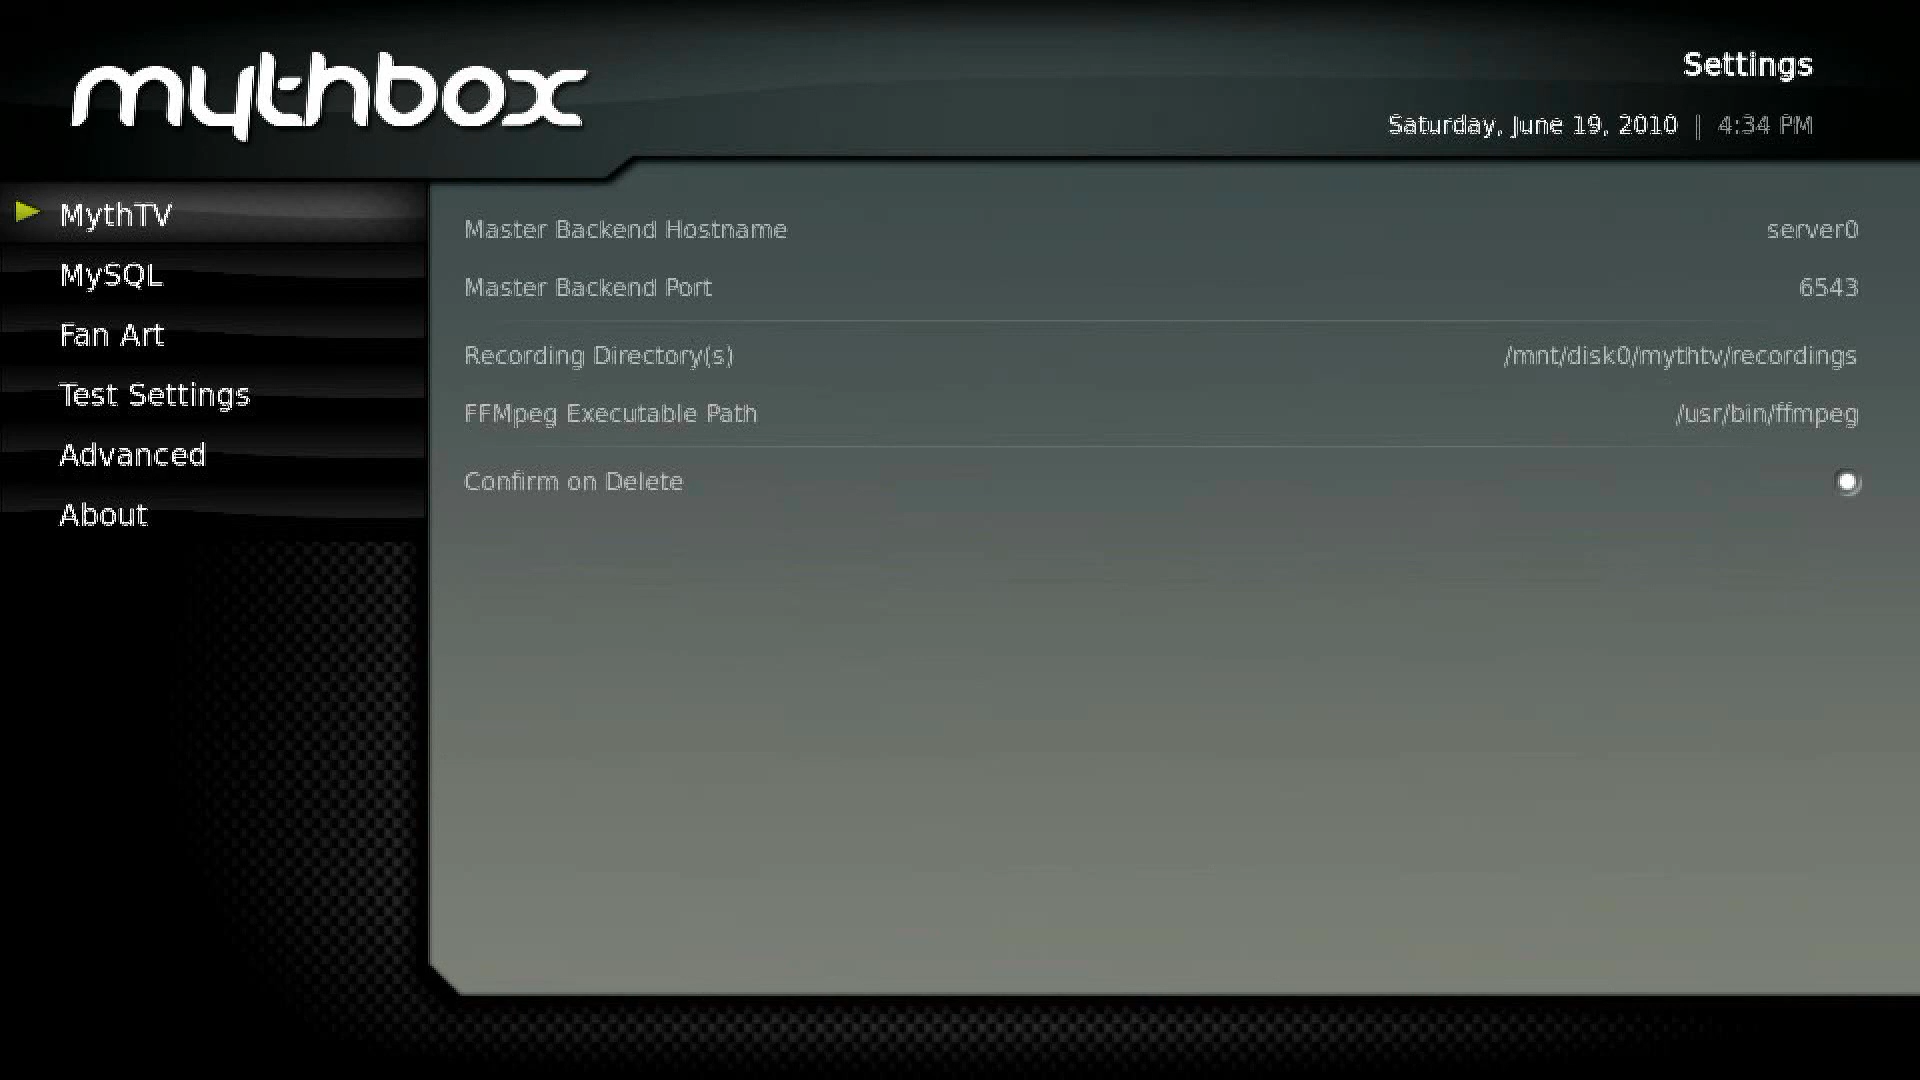 mythbox
Settings
Saturday, June 19, 2010 | 4:34 PM
MythTV
MySQL
Fan Art
Test Settings
Advanced
About
Master Backend Hostname server0
Master Backend Port 6543
Recording Directory(s) /mnt/disk0/mythtv/recordings
FFMpeg Executable Path /usr/bin/ffmpeg
Confirm on Delete